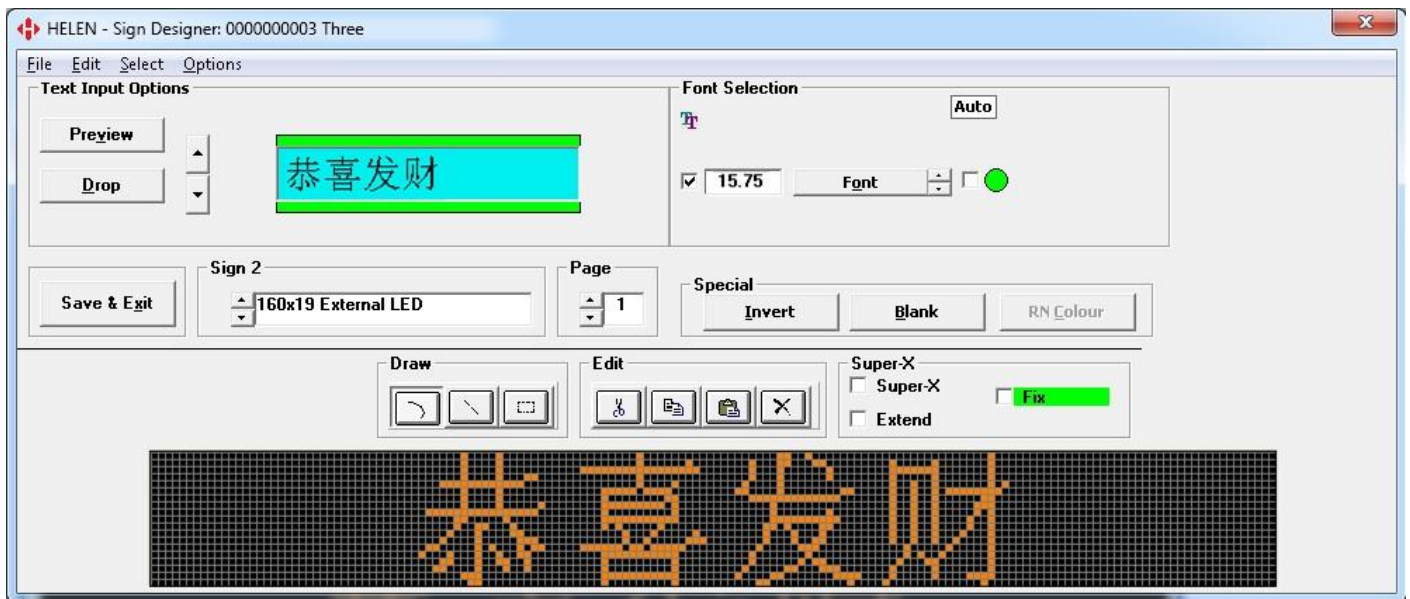 HELEN - Sign Designer: 0000000003 Three
File Edit Select Options
Text Input Options
Preview
Drop
恭喜发财
Font Selection
Auto
15.75
Font
Save & Exit
Sign 2
160x19 External LED
Page
1
Special
Invert
Blank
RN Colour
Draw
Edit
Super-X
Super-X
Extend
Fix
恭喜发财